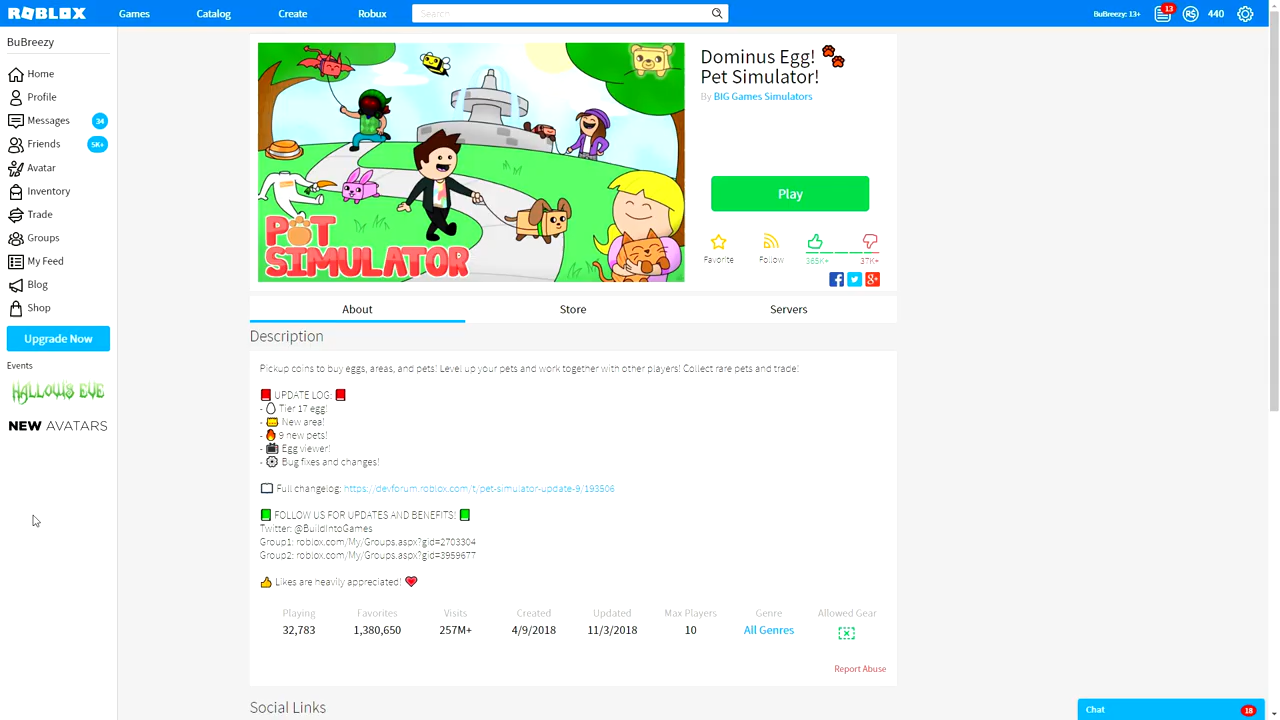 ROBLOX
Games
Catalog
Create
Robux
Search
BuBreezy: 13+
13
440
BuBreezy
Home
Profile
Messages
34
Friends
5K+
Avatar
Inventory
Trade
Groups
My Feed
Blog
Shop
Upgrade Now
Events
HALLOW'S EVE
NEW AVATARS
PET
SIMULATOR
Dominus Egg!
Pet Simulator!
By BIG Games Simulators
Play
Favorite
Follow
365K+
37K+
About
Store
Servers
Description
Pickup coins to buy eggs, areas, and pets! Level up your pets and work together with other players! Collect rare pets and trade!
UPDATE LOG:
- Tier 17 egg!
- New area!
- 9 new pets!
- Egg viewer!
- Bug fixes and changes!
Full changelog: https://devforum.roblox.com/t/pet-simulator-update-9/193506
FOLLOW US FOR UPDATES AND BENEFITS!
Twitter: @BuildIntoGames
Group1: roblox.com/My/Groups.aspx?gid=2703304
Group2: roblox.com/My/Groups.aspx?gid=3959677
Likes are heavily appreciated!
Playing
Favorites
Visits
Created
Updated
Max Players
Genre
Allowed Gear
32,783
1,380,650
257M+
4/9/2018
11/3/2018
10
All Genres
Report Abuse
Social Links
Chat
18